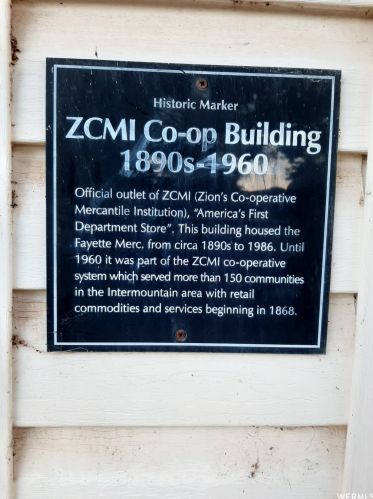 Historic Marker
ZCMI Co-op Building
1890s-1960
Official outlet of ZCMI (Zion's Co-operative
Mercantile Institution), "America's First
Department Store". This building housed the
Fayette Merc. from circa 1890s to 1986. Until
1960 it was part of the ZCMI co-operative
system which served more than 150 communities
in the Intermountain area with retail
commodities and services beginning in 1868.
WFRMLS